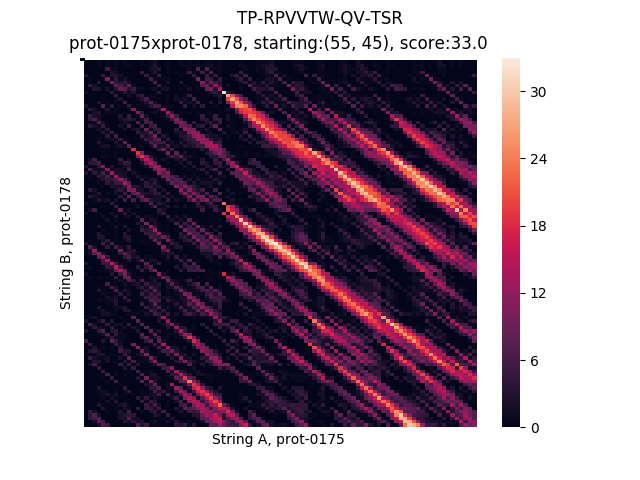 TP-RPVVTW-QV-TSR
prot-0175xprot-0178, starting:(55, 45), score:33.0
String B, prot-0178
String A, prot-0175
30
24
18
12
6
0